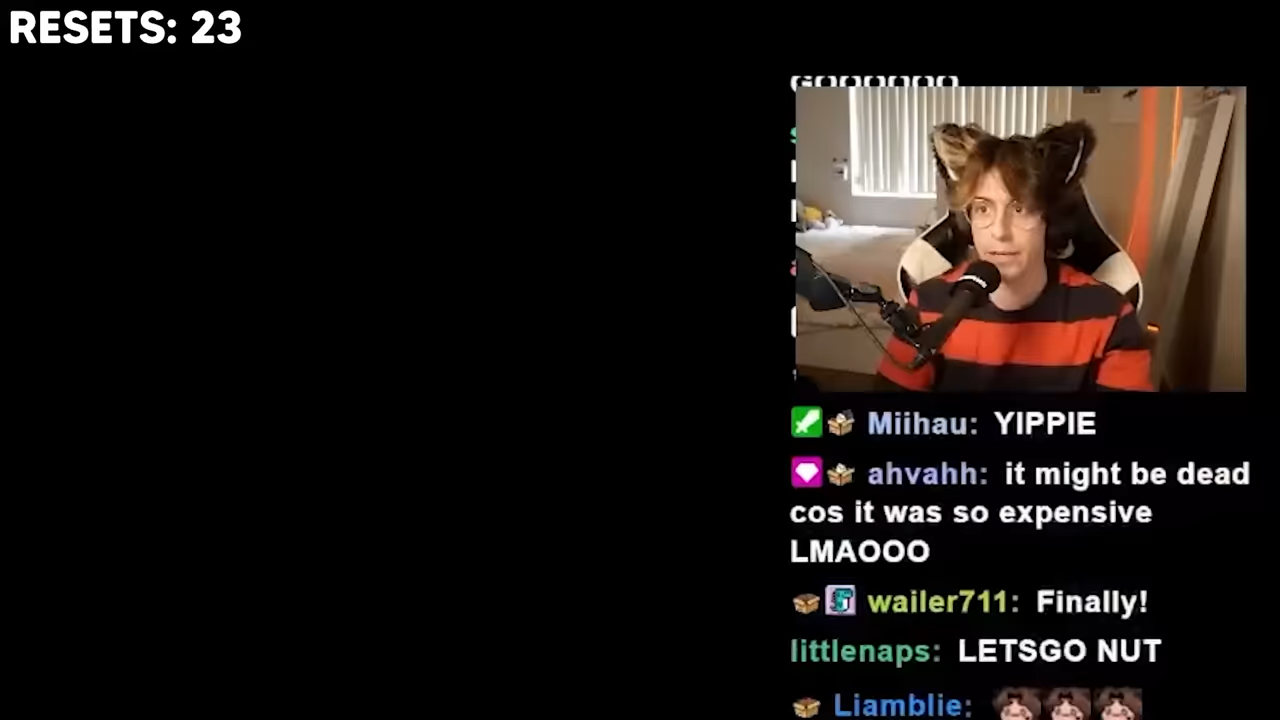 RESETS: 23
GOOOOOO
Miihau: YIPPIE
ahvahh: it might be dead
cos it was so expensive
LMAOOO
wailer711: Finally!
littlenaps: LETSGO NUT
Liamblie: